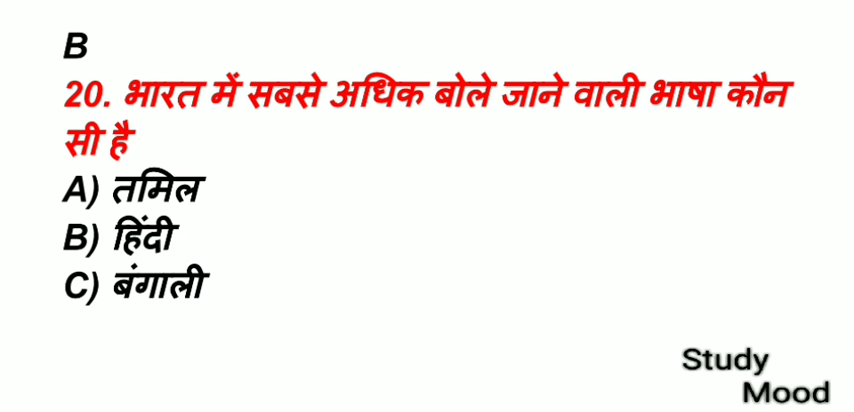 B
20. भारत में सबसे अधिक बोले जाने वाली भाषा कौन
सी है
A) तमिल
B) हिंदी
C) बंगाली
Study
Mood